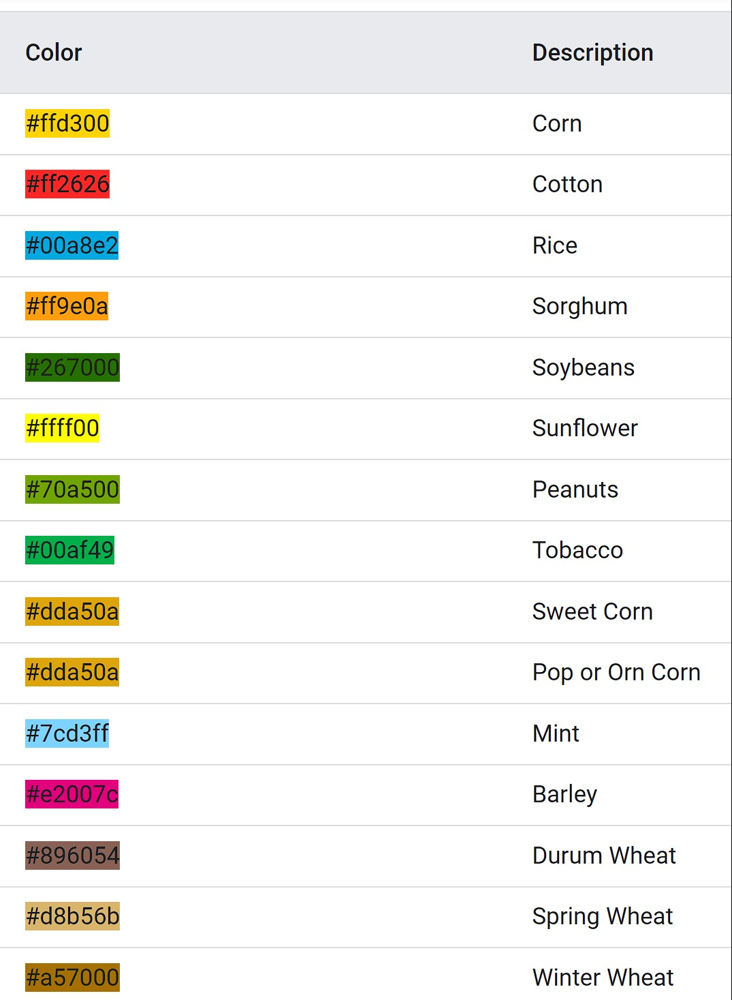 Color Description
#ffd300 Corn
#ff2626 Cotton
#00a8e2 Rice
#ff9e0a Sorghum
#267000 Soybeans
#ffff00 Sunflower
#70a500 Peanuts
#00af49 Tobacco
#dda50a Sweet Corn
#dda50a Pop or Orn Corn
#7cd3ff Mint
#e2007c Barley
#896054 Durum Wheat
#d8b56b Spring Wheat
#a57000 Winter Wheat